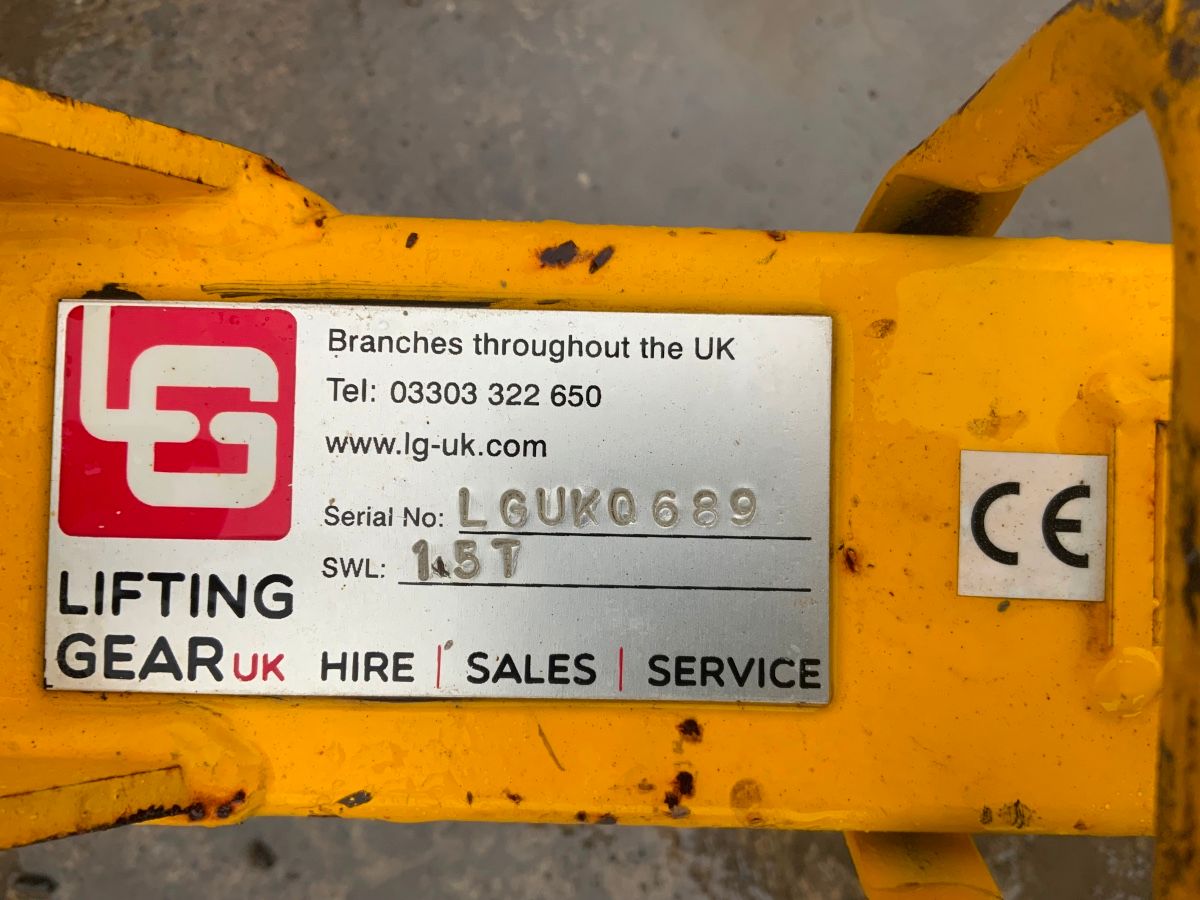 LG
Branches throughout the UK
Tel: 03303 322 650
www.lg-uk.com
Serial No: LGUKQ689
SWL: 1.5T
LIFTING
GEAR UK
HIRE | SALES | SERVICE
CE